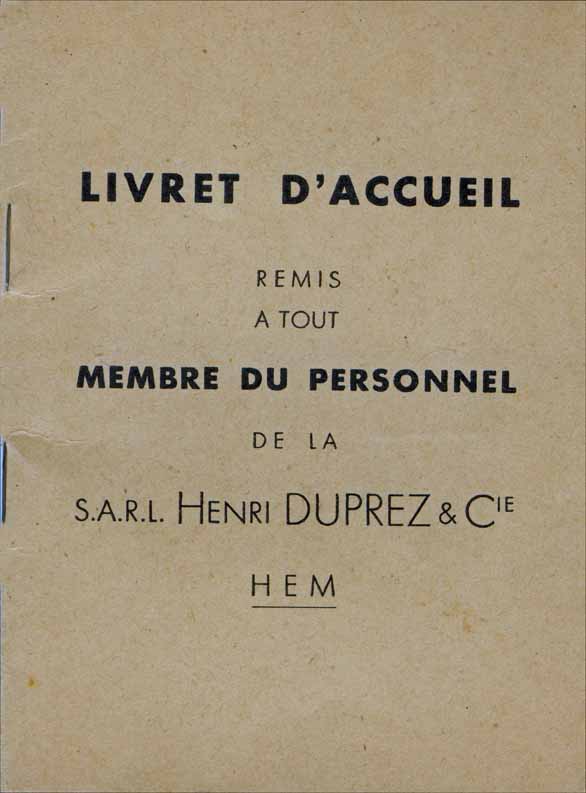 LIVRET D'ACCUEIL
REMIS
A TOUT
MEMBRE DU PERSONNEL
DE LA
S.A.R.L. HENRI DUPREZ & CIE
HEM